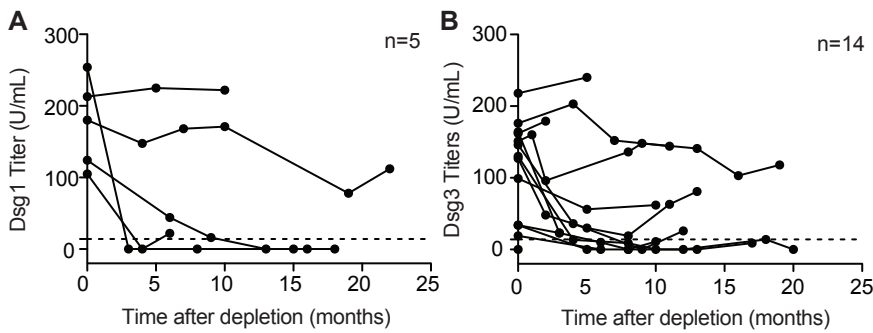 A
n=5
Dsg1 Titer (U/mL)
300
200
100
0
0 5 10 15 20 25
Time after depletion (months)
B
n=14
Dsg3 Titers (U/mL)
300
200
100
0
0 5 10 15 20 25
Time after depletion (months)